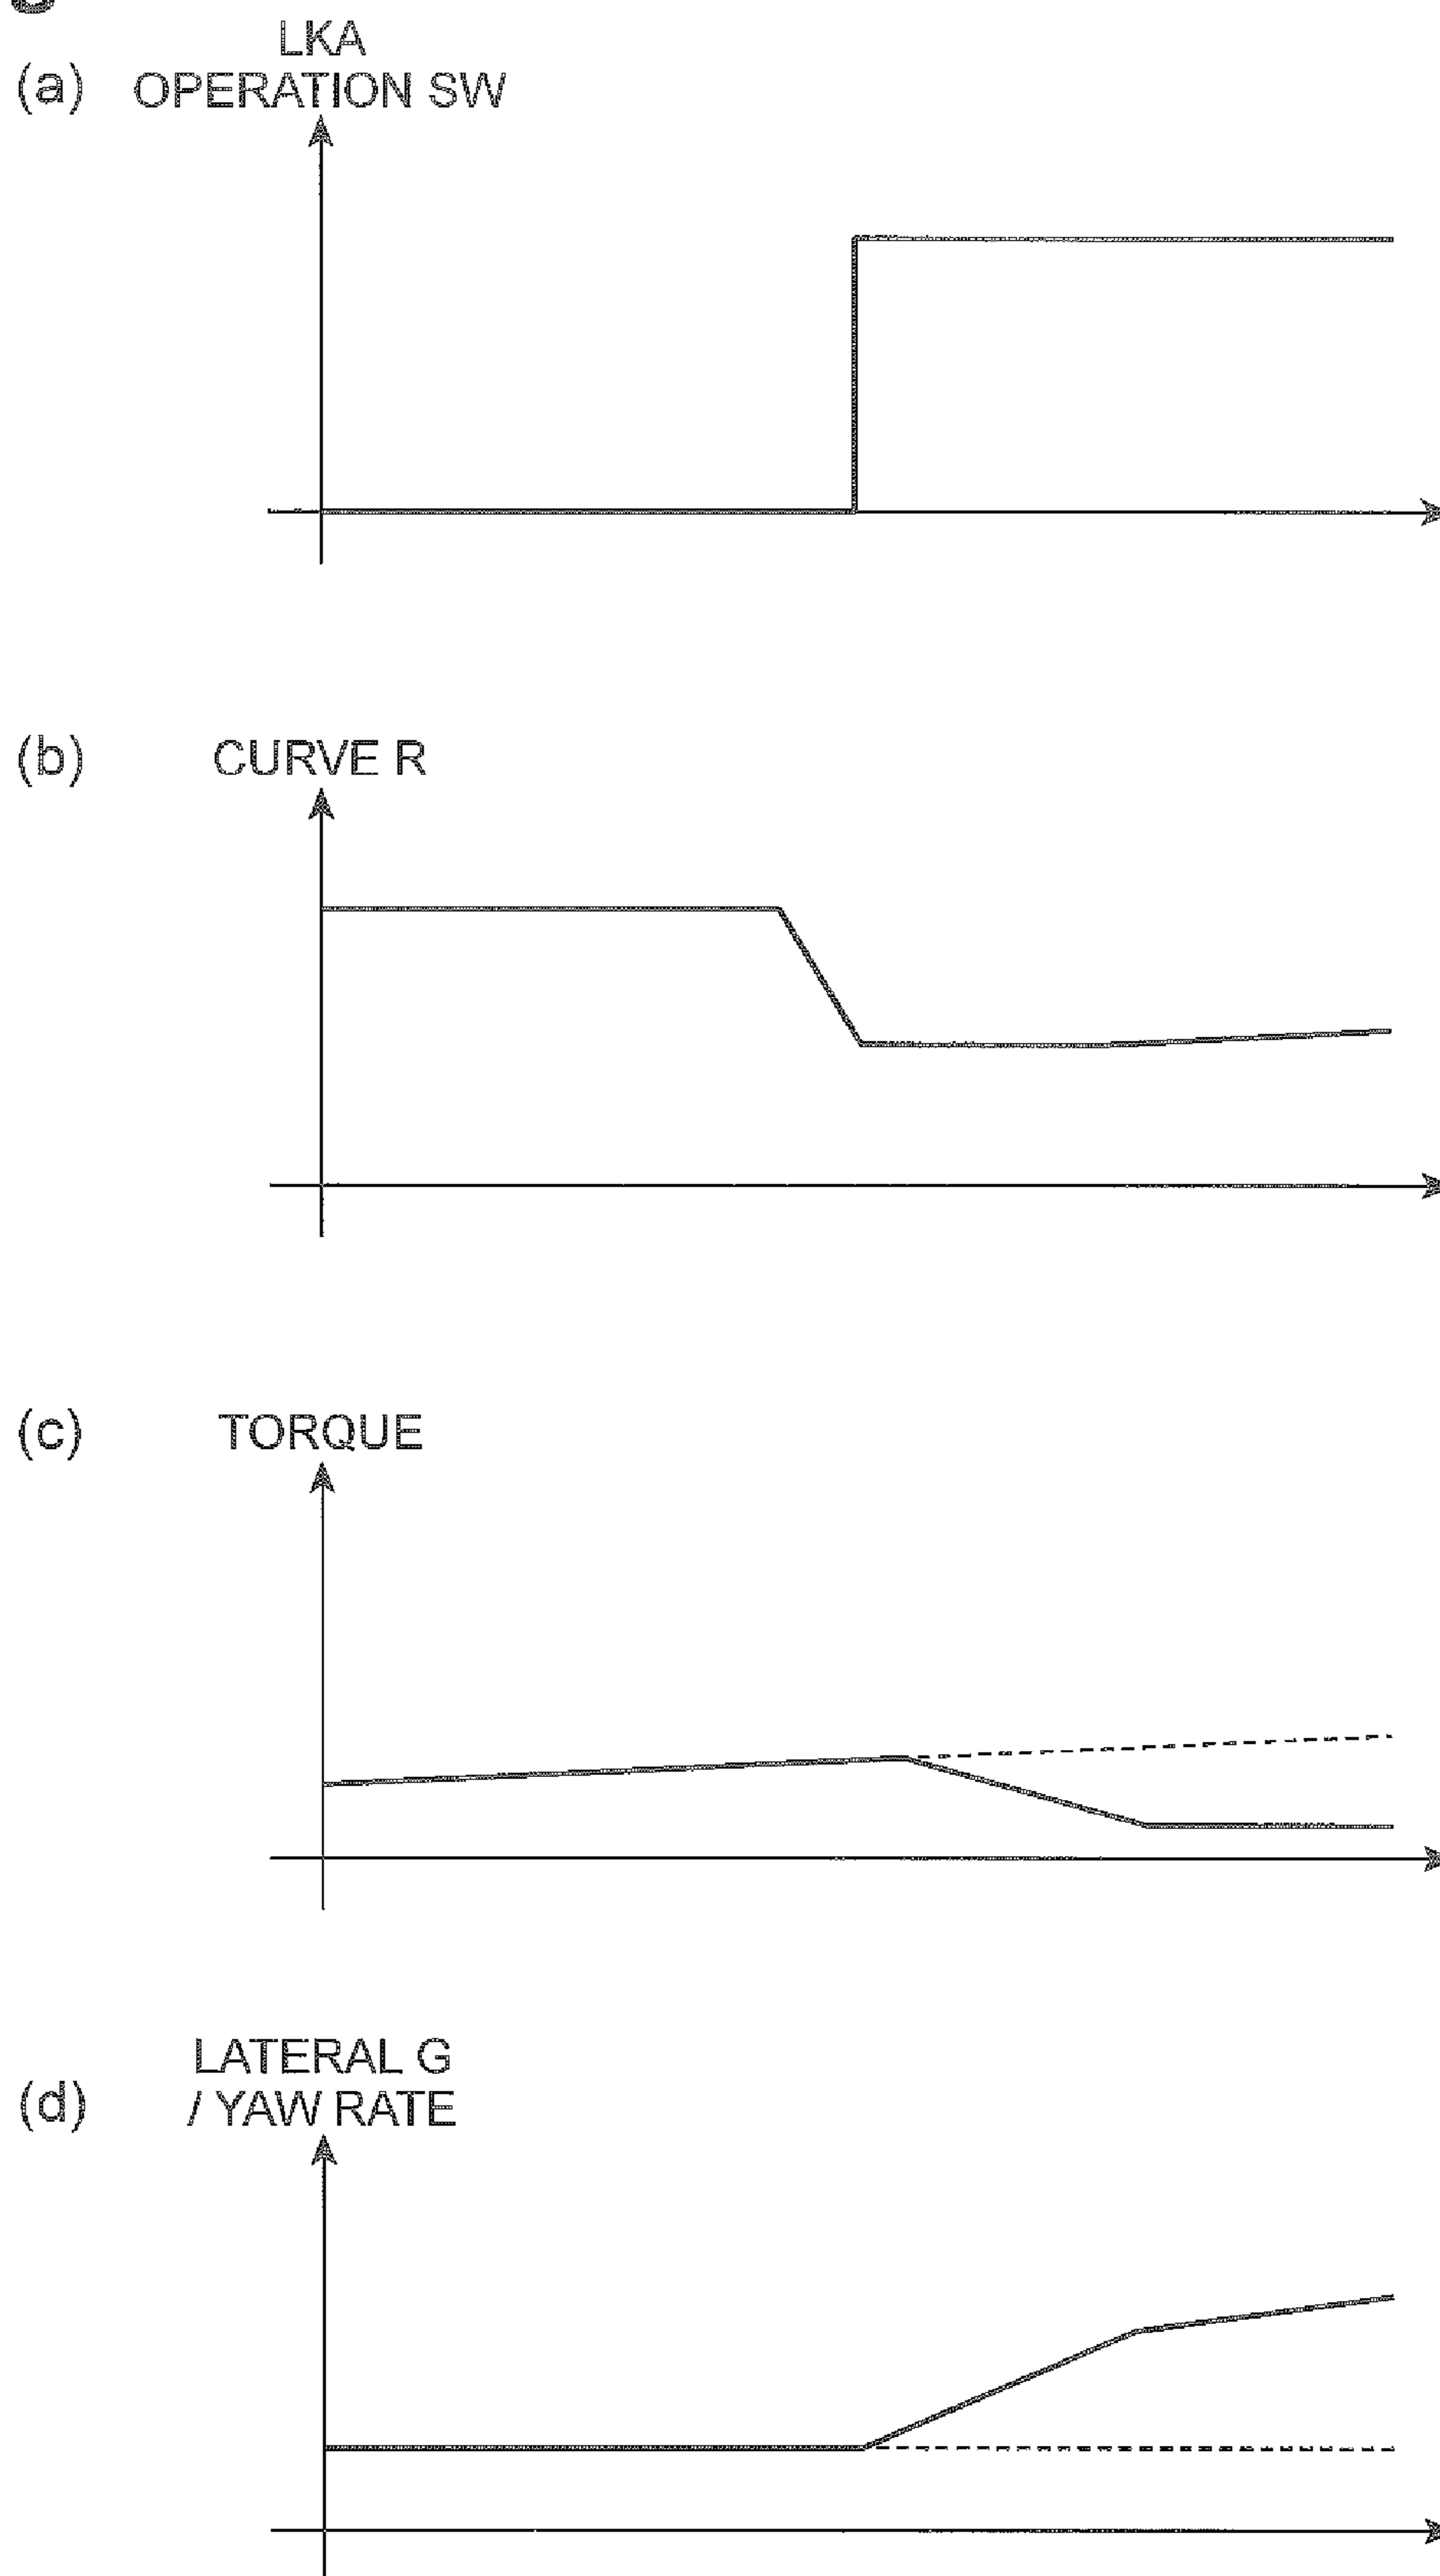 LKA
(a) OPERATION SW
(b) CURVE R
(c) TORQUE
LATERAL G
(d) / YAW RATE